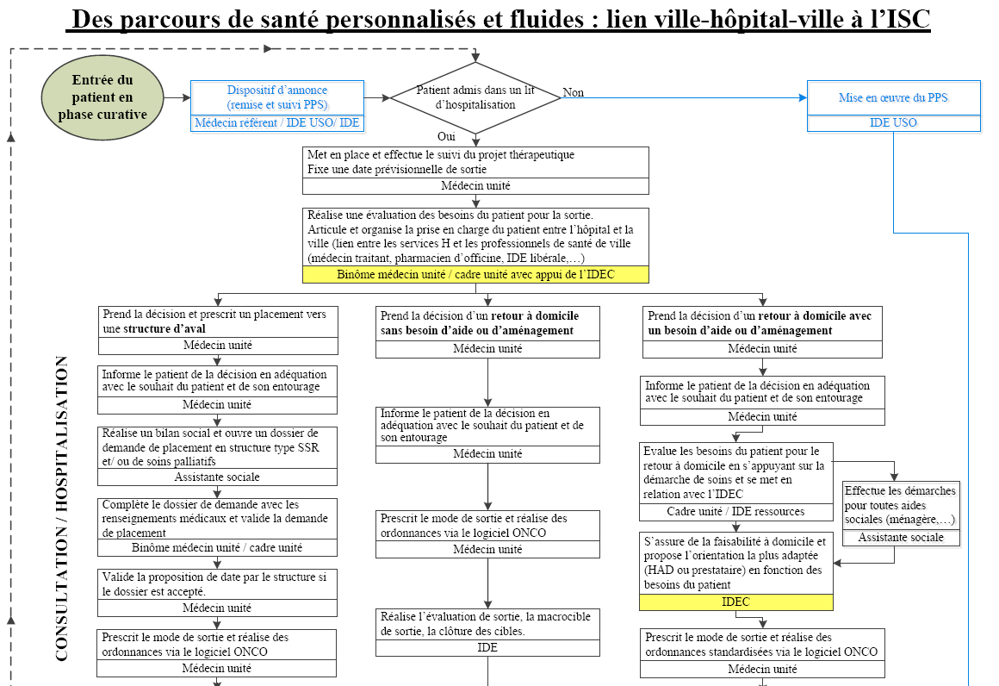 Des parcours de santé personnalisés et fluides : lien ville-hôpital-ville à l’ISC
Entrée du
patient en
phase curative
Dispositif d’annonce
(remise et suivi PPS)
Médecin référent / IDE USO/ IDE
Patient admis dans un lit
d’hospitalisation
Non
Oui
Mise en œuvre du PPS
IDE USO
Met en place et effectue le suivi du projet thérapeutique
Fixe une date prévisionnelle de sortie
Médecin unité
Réalise une évaluation des besoins du patient pour la sortie.
Articule et organise la prise en charge du patient entre l’hôpital et la
ville (lien entre les services H et les professionnels de santé de ville
(médecin traitant, pharmacien d’officine, IDE libérale,…)
Binôme médecin unité / cadre unité avec appui de l’IDEC
CONSULTATION / HOSPITALISATION
Prend la décision et prescrit un placement vers
une structure d’aval
Médecin unité
Informe le patient de la décision en adéquation
avec le souhait du patient et de son entourage
Médecin unité
Réalise un bilan social et ouvre un dossier de
demande de placement en structure type SSR
et/ ou de soins palliatifs
Assistante sociale
Complète le dossier de demande avec les
renseignements médicaux et valide la demande
de placement
Binôme médecin unité / cadre unité
Valide la proposition de date par le structure si
le dossier est accepté.
Médecin unité
Prescrit le mode de sortie et réalise des
ordonnances via le logiciel ONCO
Médecin unité
Prend la décision d’un retour à domicile
sans besoin d’aide ou d’aménagement
Médecin unité
Informe le patient de la décision en
adéquation avec le souhait du patient et de
son entourage
Médecin unité
Prescrit le mode de sortie et réalise des
ordonnances via le logiciel ONCO
Médecin unité
Réalise l’évaluation de sortie, la macrocible
de sortie, la clôture des cibles.
IDE
Prend la décision d’un retour à domicile avec
un besoin d’aide ou d’aménagement
Médecin unité
Informe le patient de la décision en adéquation
avec le souhait du patient et de son entourage
Médecin unité
Evalue les besoins du patient pour le
retour à domicile en s’appuyant sur la
démarche de soins et se met en
relation avec l’IDEC
Cadre unité / IDE ressources
Effectue les démarches
pour toutes aides
sociales (ménagère,…)
Assistante sociale
S’assure de la faisabilité à domicile et
propose l’orientation la plus adaptée
(HAD ou prestataire) en fonction des
besoins du patient
IDEC
Prescrit le mode de sortie et réalise des
ordonnances standardisées via le logiciel ONCO
Médecin unité